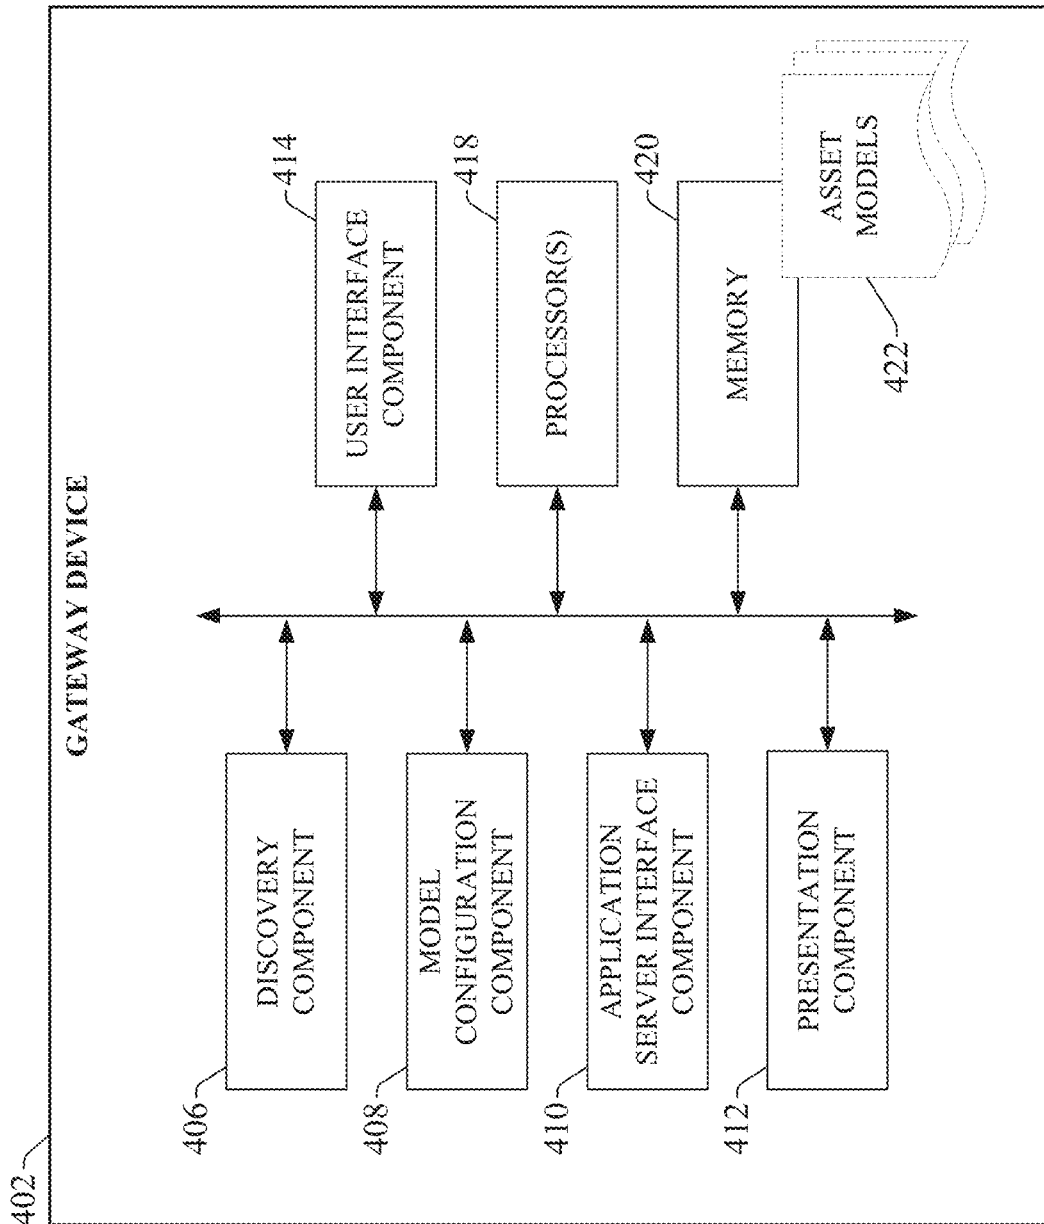 402
GATEWAY DEVICE
406
DISCOVERY
COMPONENT
408
MODEL
CONFIGURATION
COMPONENT
410
APPLICATION
SERVER INTERFACE
COMPONENT
412
PRESENTATION
COMPONENT
414
USER INTERFACE
COMPONENT
418
PROCESSOR(S)
420
MEMORY
422
ASSET
MODELS